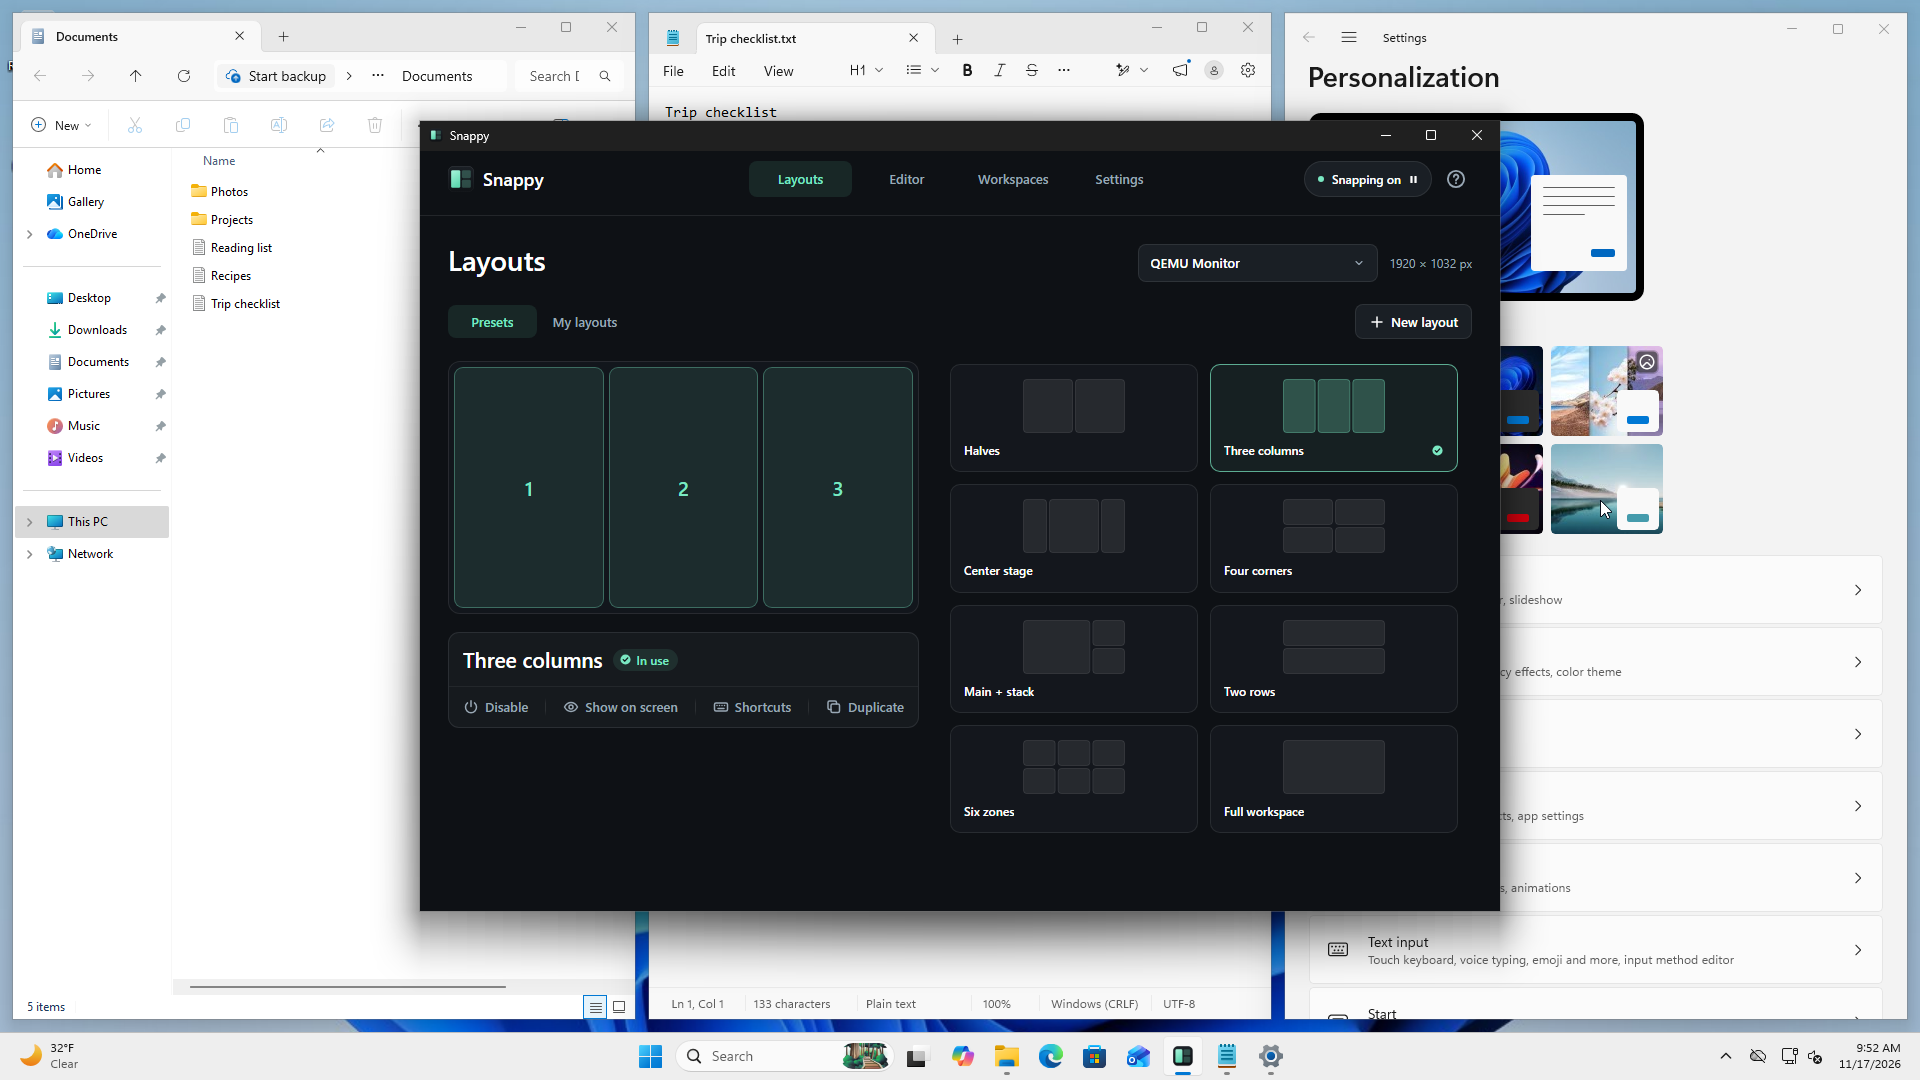 Documents
Start backup
Documents
Search
New
Name
Home
Gallery
OneDrive
Desktop
Downloads
Documents
Pictures
Music
Videos
This PC
Network
Photos
Projects
Reading list
Recipes
Trip checklist
5 items
Trip checklist.txt
File
Edit
View
H1
Trip checklist
Ln 1, Col 1
133 characters
Plain text
100%
Windows (CRLF)
UTF-8
Settings
Personalization
, slideshow
cy effects, color theme
ts, app settings
s, animations
Text input
Touch keyboard, voice typing, emoji and more, input method editor
Start
Snappy
Snappy
Layouts
Editor
Workspaces
Settings
Snapping on
Layouts
QEMU Monitor
1920 × 1032 px
Presets
My layouts
New layout
1
2
3
Three columns
In use
Disable
Show on screen
Shortcuts
Duplicate
Halves
Three columns
Center stage
Four corners
Main + stack
Two rows
Six zones
Full workspace
32°F
Clear
Search
9:52 AM
11/17/2026